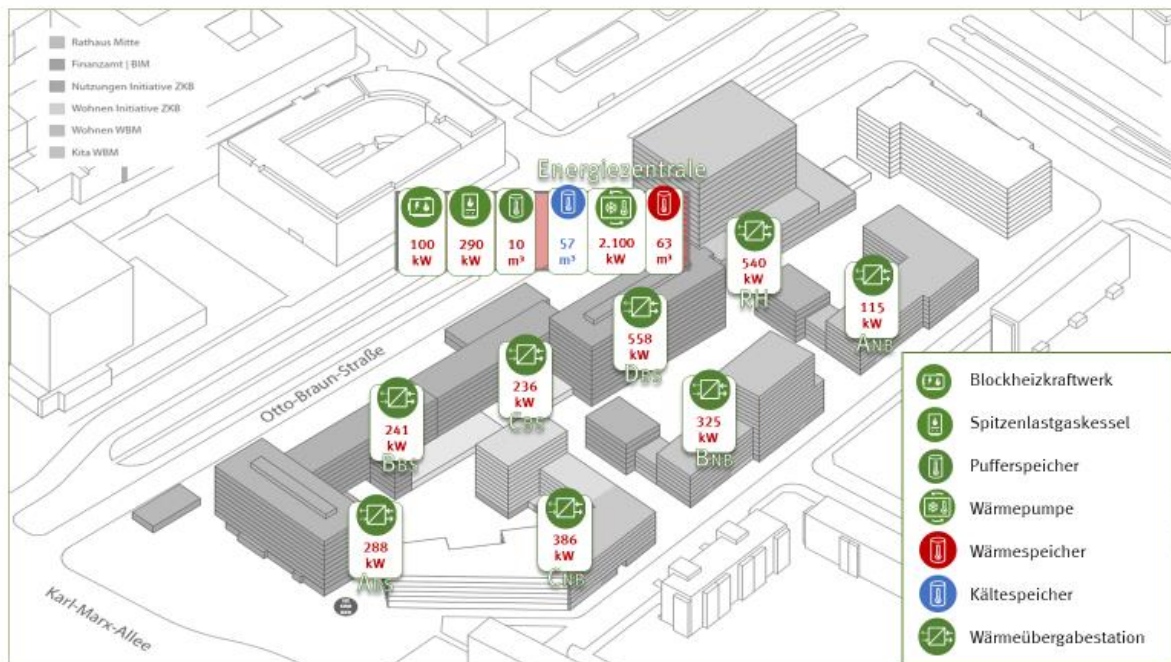 Rathaus Mitte
Finanzamt | BIM
Nutzungen Initiative ZKB
Wohnen Initiative ZKB
Wohnen WBM
Kita WBM
Energiezentrale
100
kW
290
kW
10
m³
57
m³
2.100
kW
63
m³
540
kW
RH
115
kW
ANB
558
kW
DBS
236
kW
CBS
325
kW
BNB
241
kW
BBS
288
kW
ABS
386
kW
CNB
Otto-Braun-Straße
Karl-Marx-Allee
Blockheizkraftwerk
Spitzenlastgaskessel
Pufferspeicher
Wärmepumpe
Wärmespeicher
Kältespeicher
Wärmeübergabestation